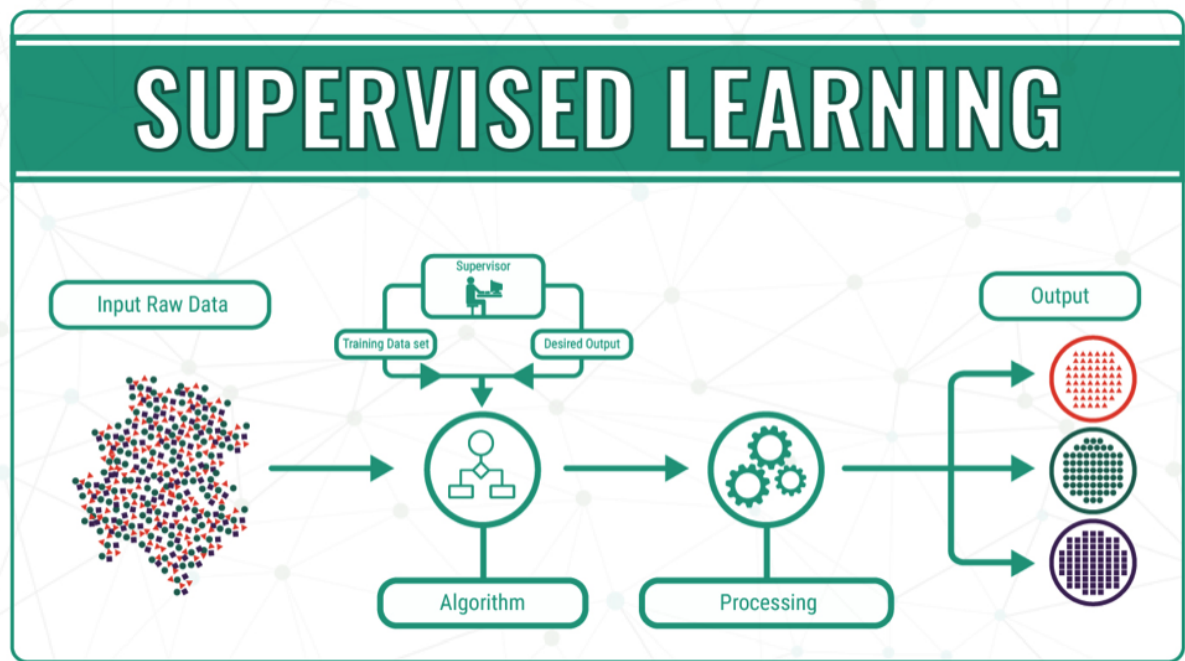 SUPERVISED LEARNING
Supervisor
Input Raw Data
Output
Training Data set
Desired Output
Algorithm
Processing